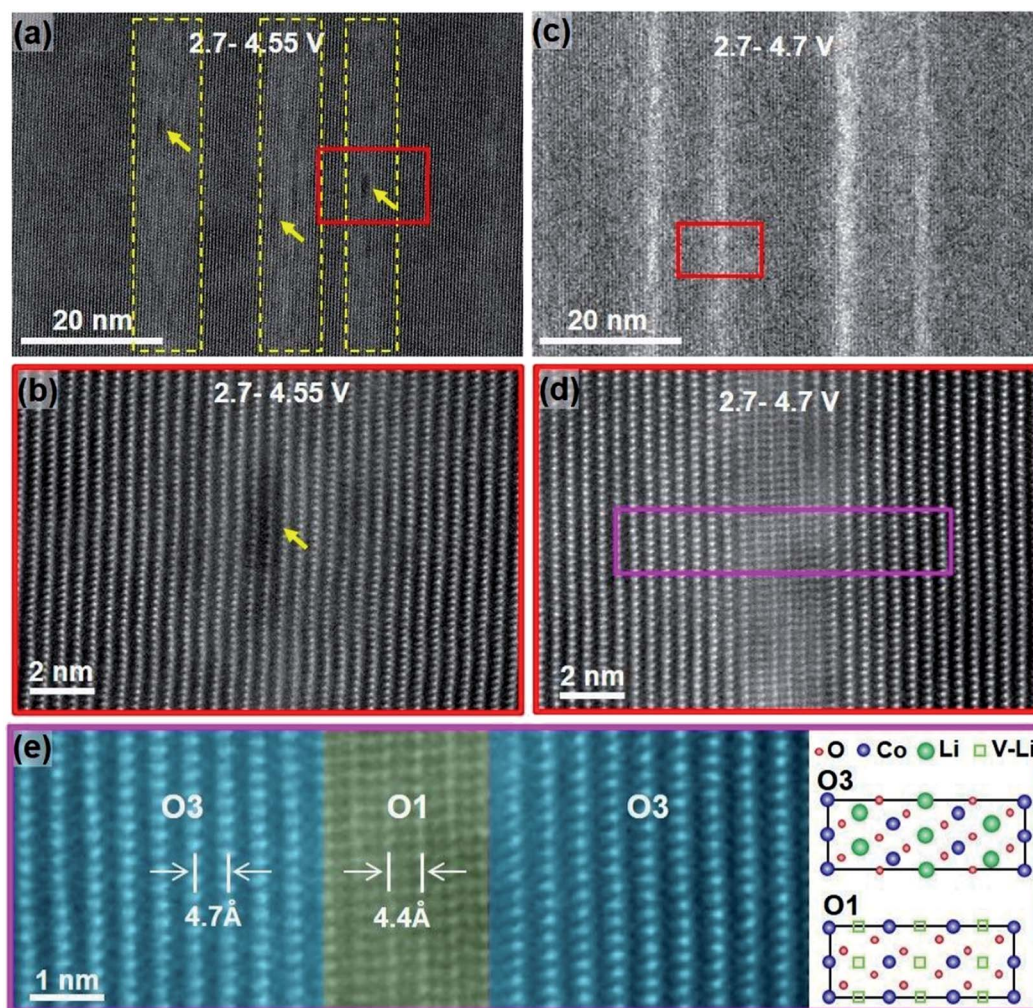 (a)
2.7- 4.55 V
20 nm
(c)
2.7- 4.7 V
20 nm
(b)
2.7- 4.55 V
2 nm
(d)
2.7- 4.7 V
2 nm
(e)
O3
4.7Å
O1
4.4Å
O3
1 nm
O Co Li V-Li
O3
O1